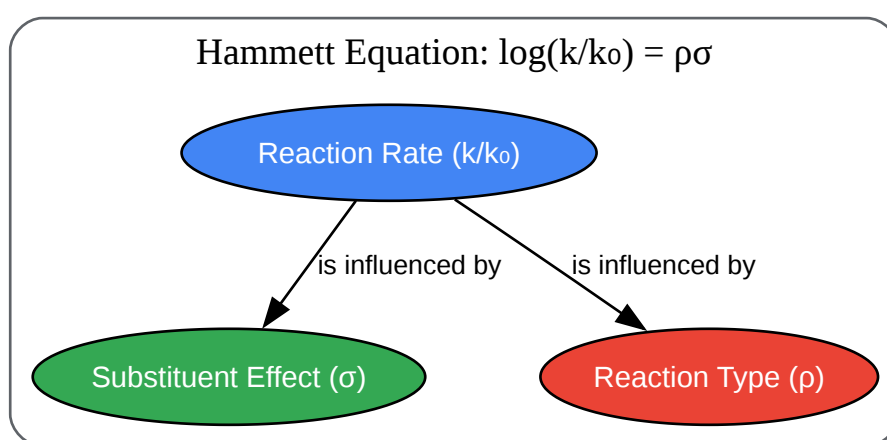 Hammett Equation: log(k/k₀) = ρσ
Reaction Rate (k/k₀)
is influenced by
is influenced by
Substituent Effect (σ)
Reaction Type (ρ)